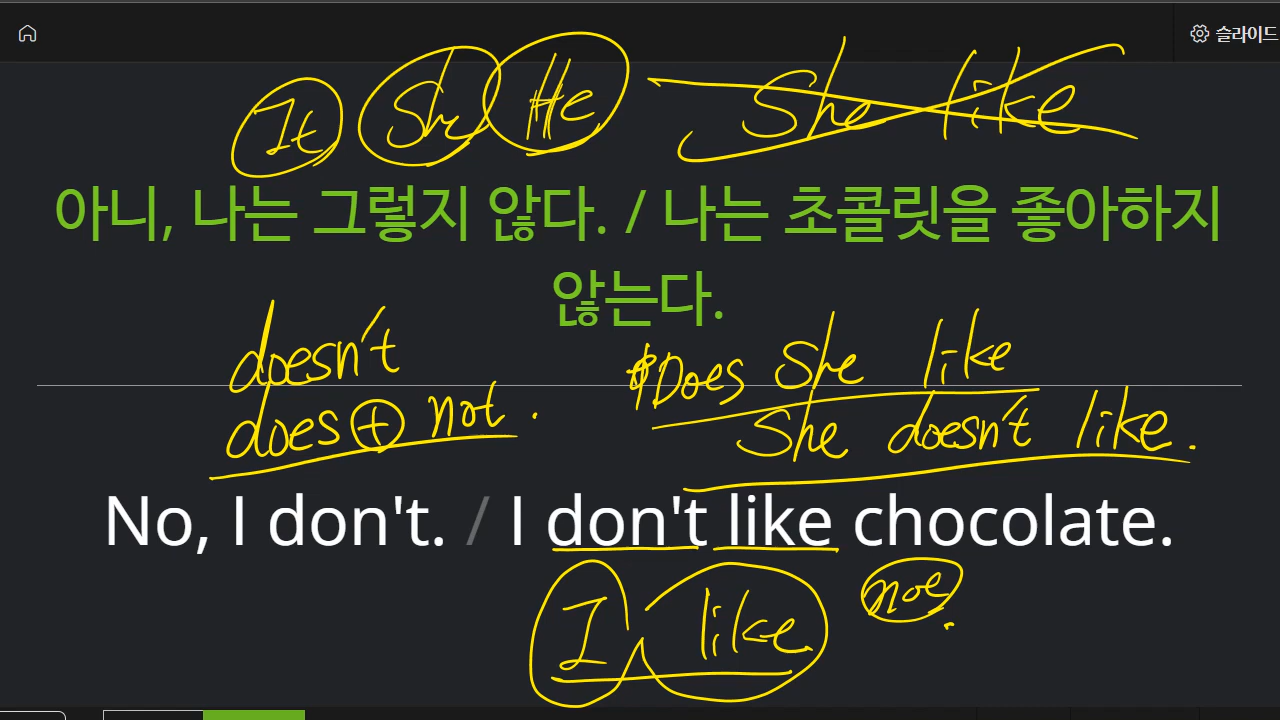 슬라이드
It She He She like
아니, 나는 그렇지 않다. / 나는 초콜릿을 좋아하지
않는다.
doesn't Does She like
does + not. She doesn't like.
No, I don't. / I don't like chocolate.
I like not.